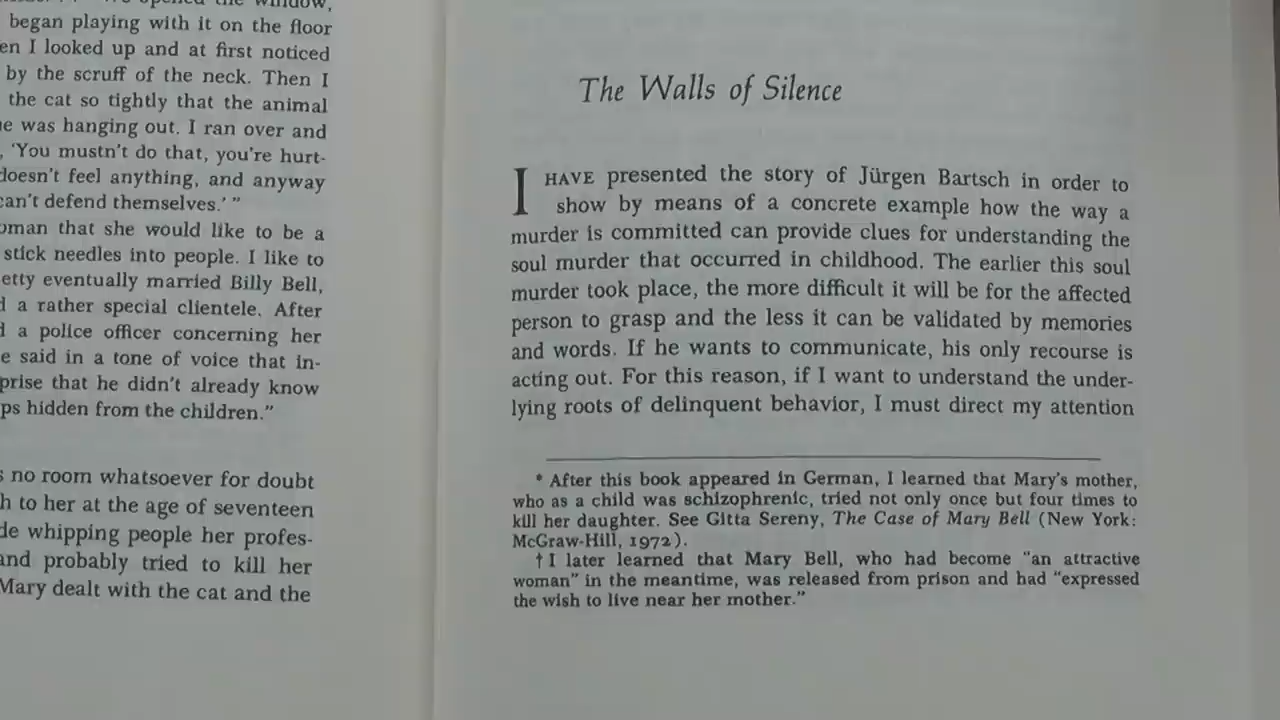 began playing with it on the floor
I looked up and at first noticed
by the scruff of the neck. Then I
the cat so tightly that the animal
was hanging out. I ran over and
'You mustn't do that, you're hurt-
doesn't feel anything, and anyway
can't defend themselves.' "
that she would like to be a
stick needles into people. I like to
eventually married Billy Bell,
a rather special clientele. After
a police officer concerning her
said in a tone of voice that in-
that he didn't already know
hidden from the children."
no room whatsoever for doubt
to her at the age of seventeen
whipping people her profes-
and probably tried to kill her
Mary dealt with the cat and the
The Walls of Silence
I HAVE presented the story of Jürgen Bartsch in order to
show by means of a concrete example how the way a
murder is committed can provide clues for understanding the
soul murder that occurred in childhood. The earlier this soul
murder took place, the more difficult it will be for the affected
person to grasp and the less it can be validated by memories
and words. If he wants to communicate, his only recourse is
acting out. For this reason, if I want to understand the under-
lying roots of delinquent behavior, I must direct my attention
* After this book appeared in German, I learned that Mary's mother,
who as a child was schizophrenic, tried not only once but four times to
kill her daughter. See Gitta Sereny, The Case of Mary Bell (New York:
McGraw-Hill, 1972).
† I later learned that Mary Bell, who had become "an attractive
woman" in the meantime, was released from prison and had "expressed
the wish to live near her mother."